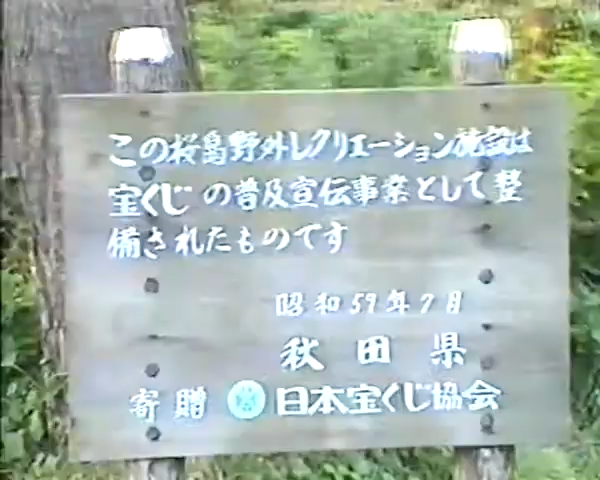 この桜島野外レクリエーション施設は
宝くじの普及宣伝事業として整
備されたものです
昭和59年7月
秋田県
寄贈 日本宝くじ協会